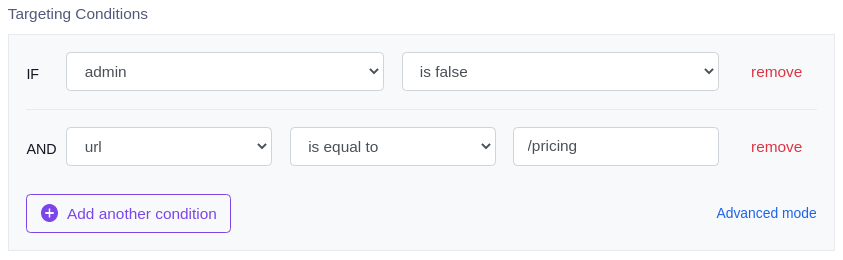 Targeting Conditions
IF admin is false remove
AND url is equal to /pricing remove
Add another condition Advanced mode